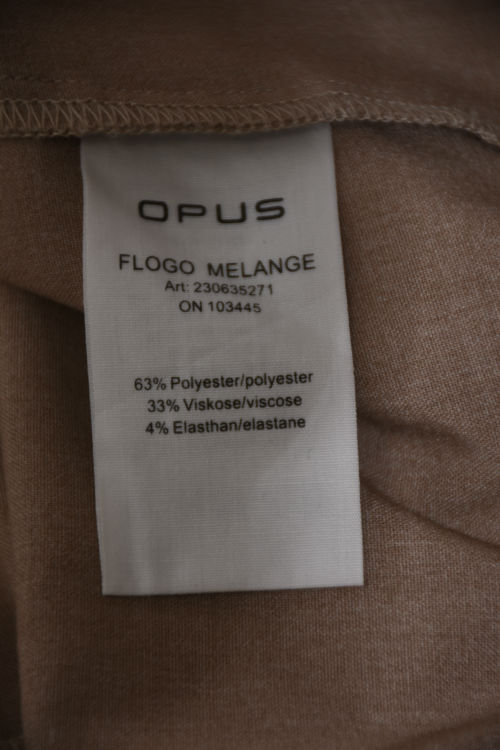 OPUS
FLOGO MELANGE
Art: 230635271
ON 103445
63% Polyester/polyester
33% Viskose/viscose
4% Elasthan/elastane